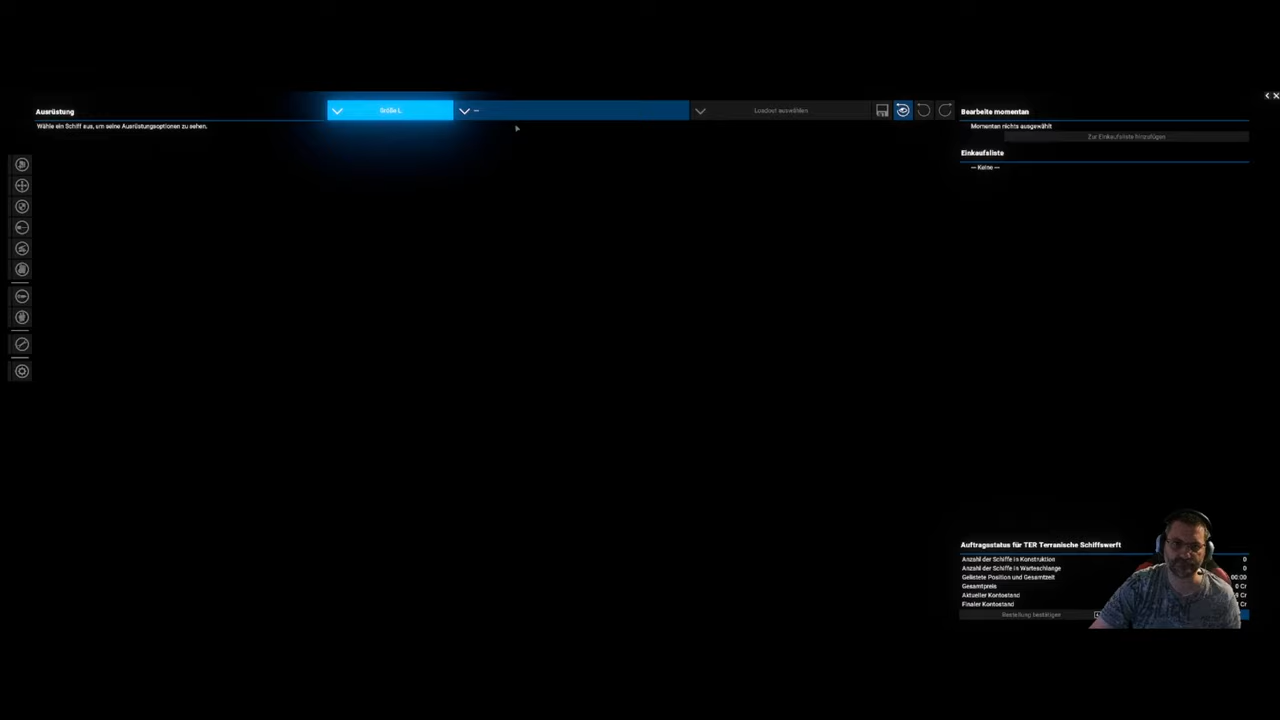 Ausrüstung
Wähle ein Schiff aus, um seine Ausrüstungsoptionen zu sehen.
Größe L
--
Loadout auswählen
Bearbeite momentan
Momentan nichts ausgewählt
Zur Einkaufsliste hinzufügen
Einkaufsliste
-- Keine --
Auftragsstatus für TER Terranische Schiffswerft
Anzahl der Schiffe in Konstruktion 0
Anzahl der Schiffe in Warteschlange 0
Gelistete Position und Gesamtzeit 00:00
Gesamtpreis 0 Cr
Aktueller Kontostand Cr
Finaler Kontostand Cr
Bestellung bestätigen